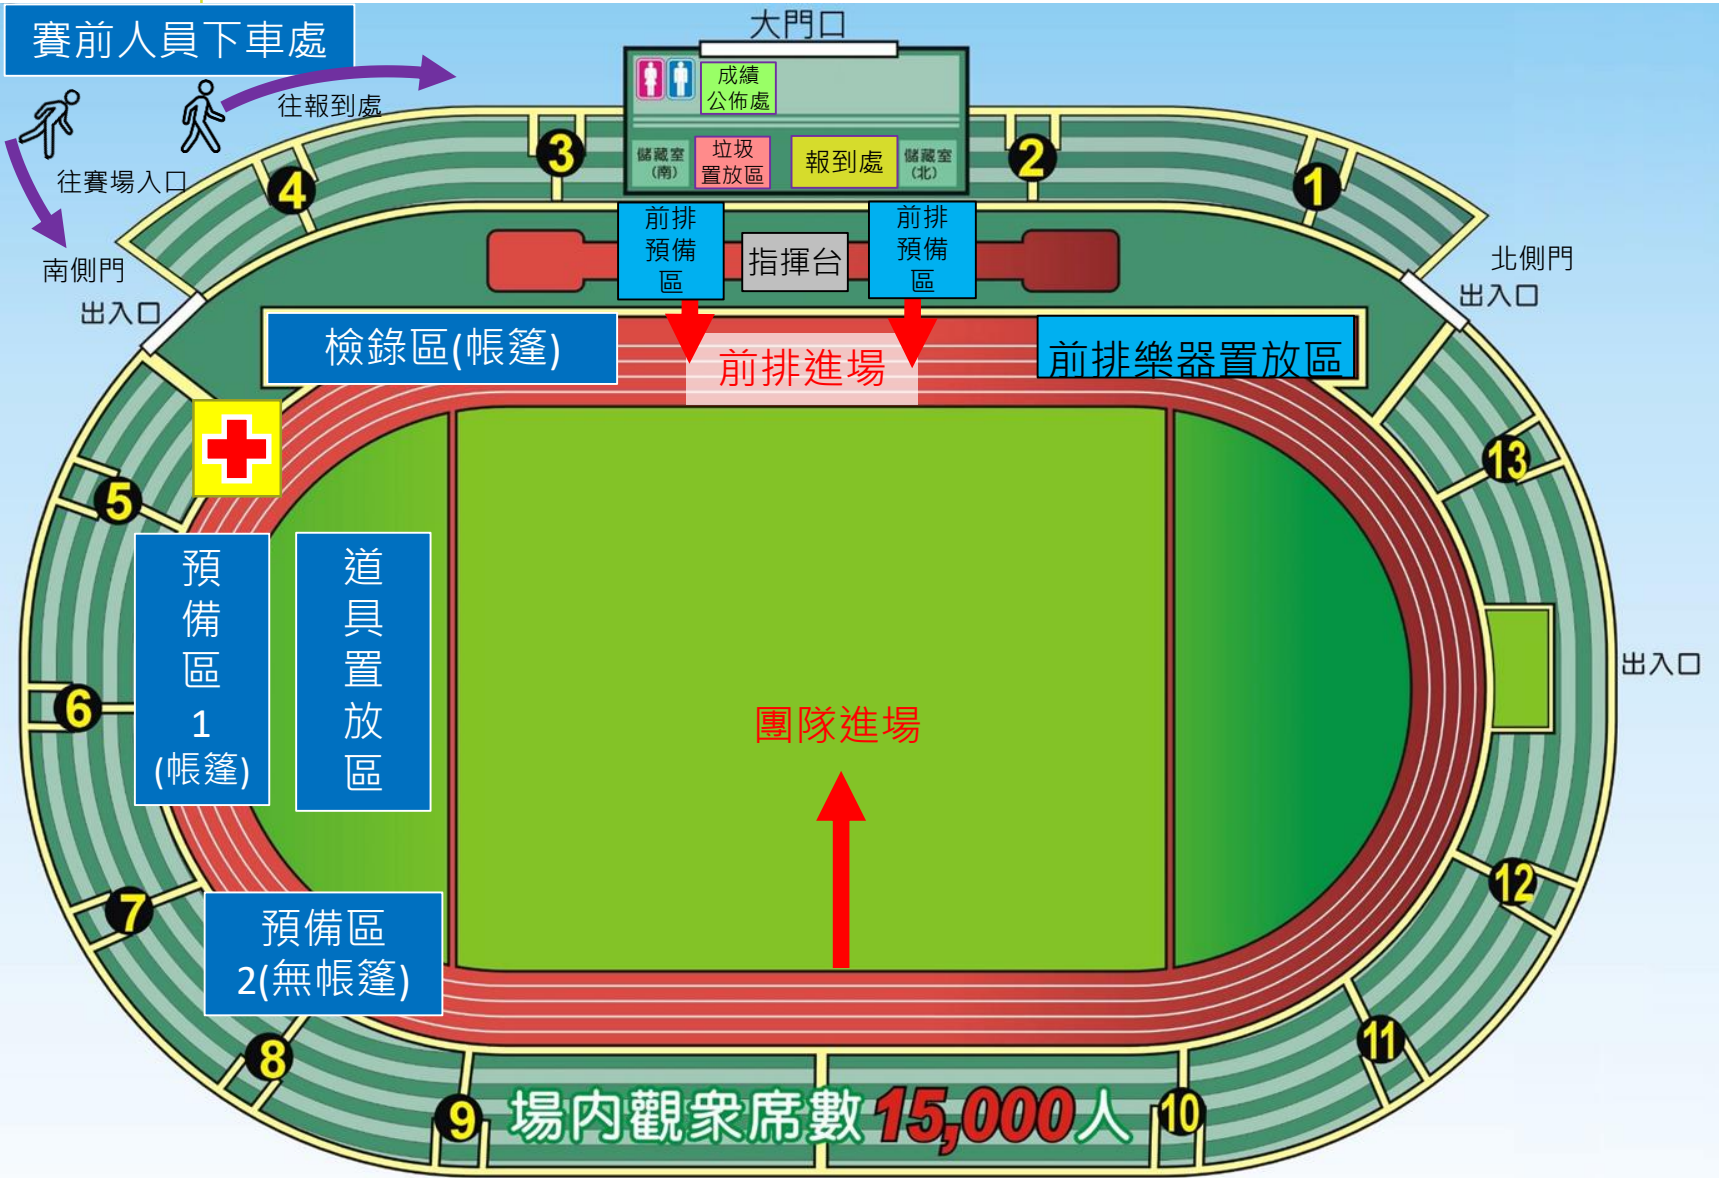 賽前人員下車處
大門口
往報到處
往賽場入口
南側門
出入口
成績
公佈處
儲藏室
(南)
垃圾
置放區
報到處
儲藏室
(北)
4
3
2
1
前排
預備
區
指揮台
前排
預備
區
北側門
出入口
檢錄區(帳篷)
前排進場
前排樂器置放區
5
13
預
備
區
1
(帳篷)
道
具
置
放
區
6
出入口
團隊進場
7
12
預備區
2(無帳篷)
8
11
9
場內觀眾席數15,000人
10